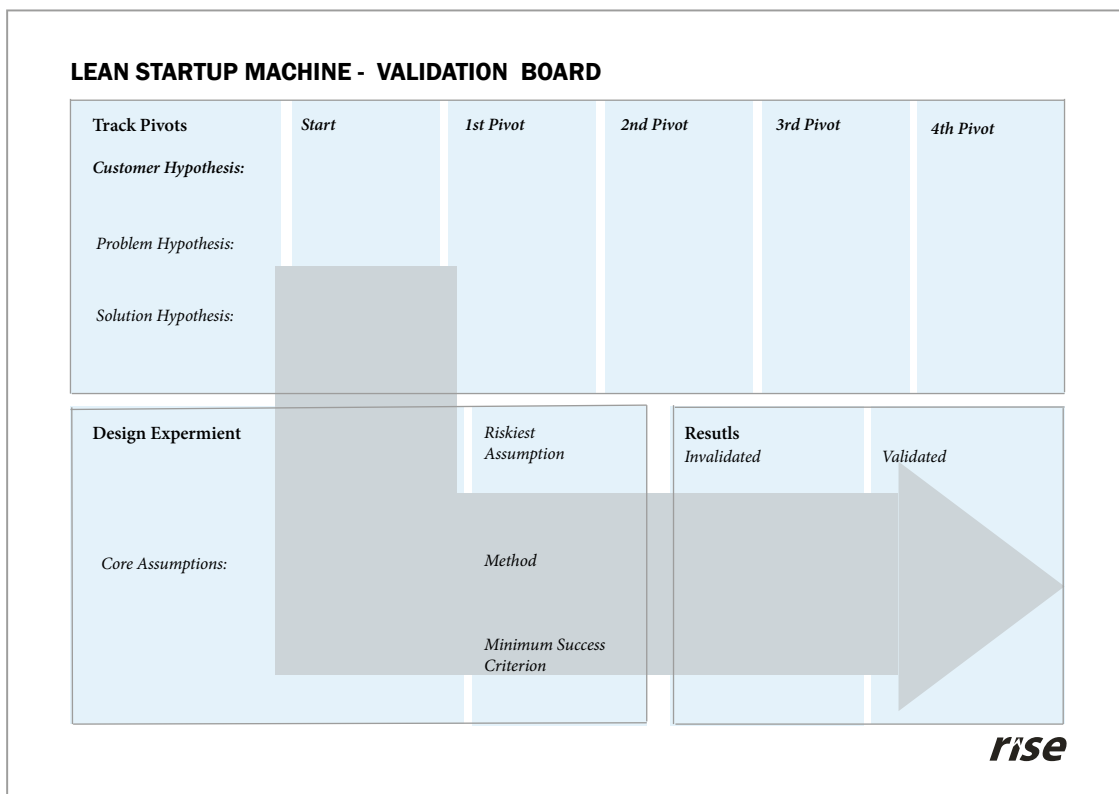 LEAN STARTUP MACHINE - VALIDATION BOARD
Track Pivots
Start
1st Pivot
2nd Pivot
3rd Pivot
4th Pivot
Customer Hypothesis:
Problem Hypothesis:
Solution Hypothesis:
Design Expermient
Core Assumptions:
Riskiest
Assumption
Method
Minimum Success
Criterion
Resutls
Invalidated
Validated
rise